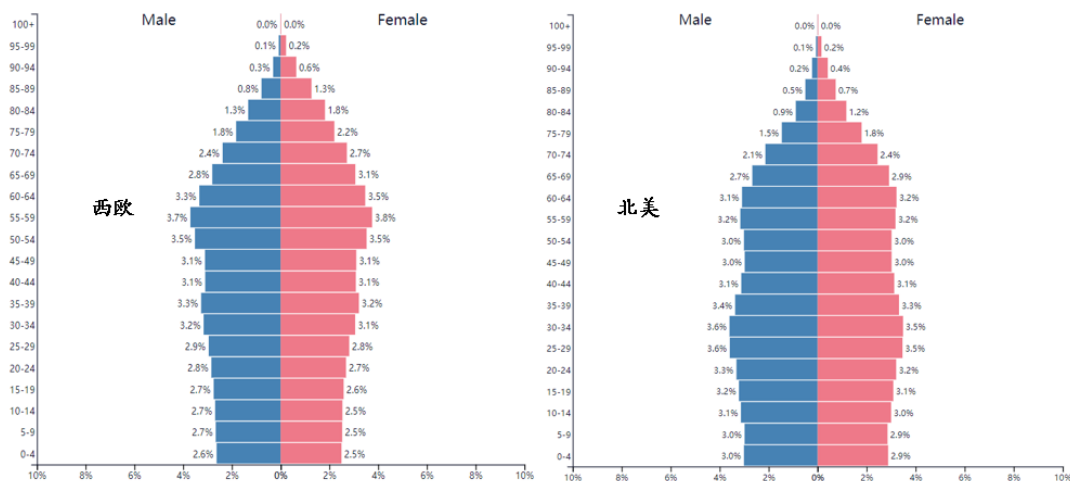 Male Female
100+ 0.0% 0.0%
95-99 0.1% 0.2%
90-94 0.3% 0.6%
85-89 0.8% 1.3%
80-84 1.3% 1.8%
75-79 1.8% 2.2%
70-74 2.4% 2.7%
65-69 2.8% 3.1%
60-64 3.3% 3.5%
西欧
55-59 3.7% 3.8%
50-54 3.5% 3.5%
45-49 3.1% 3.1%
40-44 3.1% 3.1%
35-39 3.3% 3.2%
30-34 3.2% 3.1%
25-29 2.9% 2.8%
20-24 2.8% 2.7%
15-19 2.7% 2.6%
10-14 2.7% 2.5%
5-9 2.7% 2.5%
0-4 2.6% 2.5%
10% 8% 6% 4% 2% 0% 2% 4% 6% 8% 10%
Male Female
100+ 0.0% 0.0%
95-99 0.1% 0.2%
90-94 0.2% 0.4%
85-89 0.5% 0.7%
80-84 0.9% 1.2%
75-79 1.5% 1.8%
70-74 2.1% 2.4%
65-69 2.7% 2.9%
60-64 3.1% 3.2%
北美
55-59 3.2% 3.2%
50-54 3.0% 3.0%
45-49 3.0% 3.0%
40-44 3.1% 3.1%
35-39 3.4% 3.3%
30-34 3.6% 3.5%
25-29 3.6% 3.5%
20-24 3.3% 3.2%
15-19 3.2% 3.1%
10-14 3.1% 3.0%
5-9 3.0% 2.9%
0-4 3.0% 2.9%
10% 8% 6% 4% 2% 0% 2% 4% 6% 8% 10%